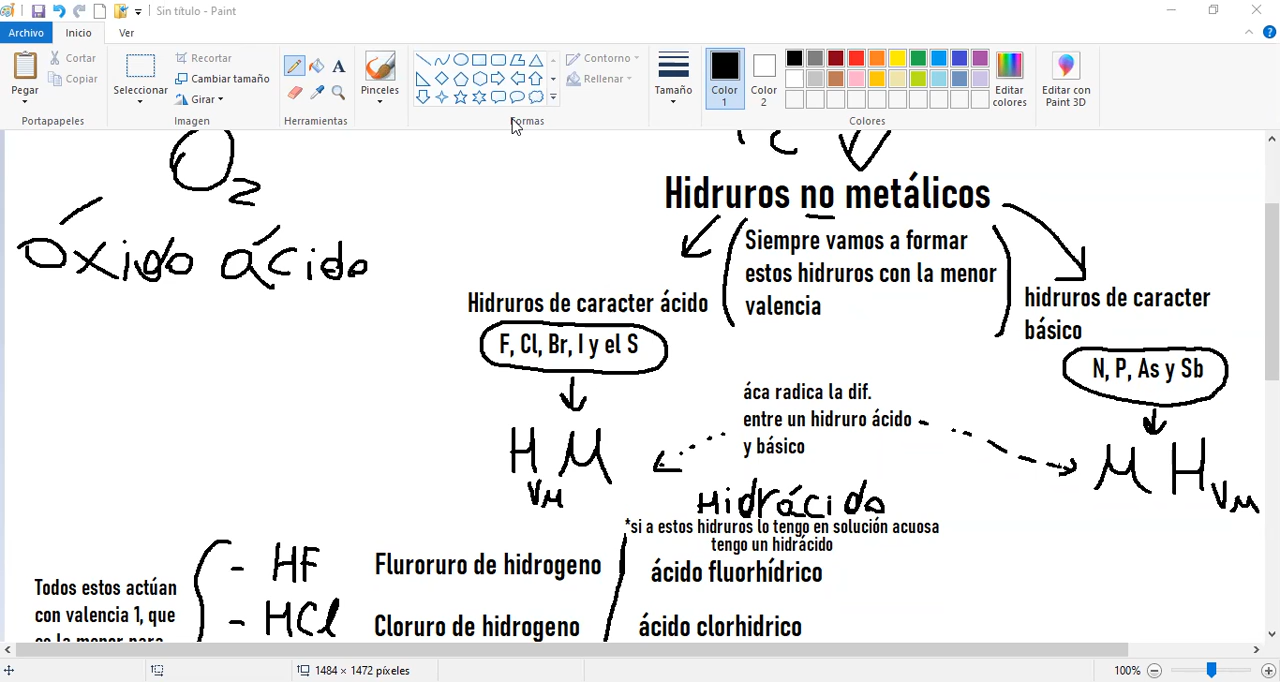 Sin título - Paint
Archivo
Inicio
Ver
Pegar
Cortar
Copiar
Portapapeles
Seleccionar
Recortar
Cambiar tamaño
Girar
Imagen
A
Herramientas
Pinceles
Contorno
Rellenar
Formas
Tamaño
Color
1
Color
2
Editar
colores
Colores
Editar con
Paint 3D
O2
Óxido ácido
Hidruros no metálicos
Siempre vamos a formar
estos hidruros con la menor
valencia
Hidruros de caracter ácido
F, Cl, Br, I y el S
hidruros de caracter
básico
N, P, As y Sb
áca radica la dif.
entre un hidruro ácido
y básico
H M
VM
M H VM
Hidrácido
*si a estos hidruros lo tengo en solución acuosa
tengo un hidrácido
Todos estos actúan
con valencia 1, que
es la menor para
- HF
Fluroruro de hidrogeno
ácido fluorhídrico
- HCl
Cloruro de hidrogeno
ácido clorhidrico
1484 × 1472 píxeles
100%